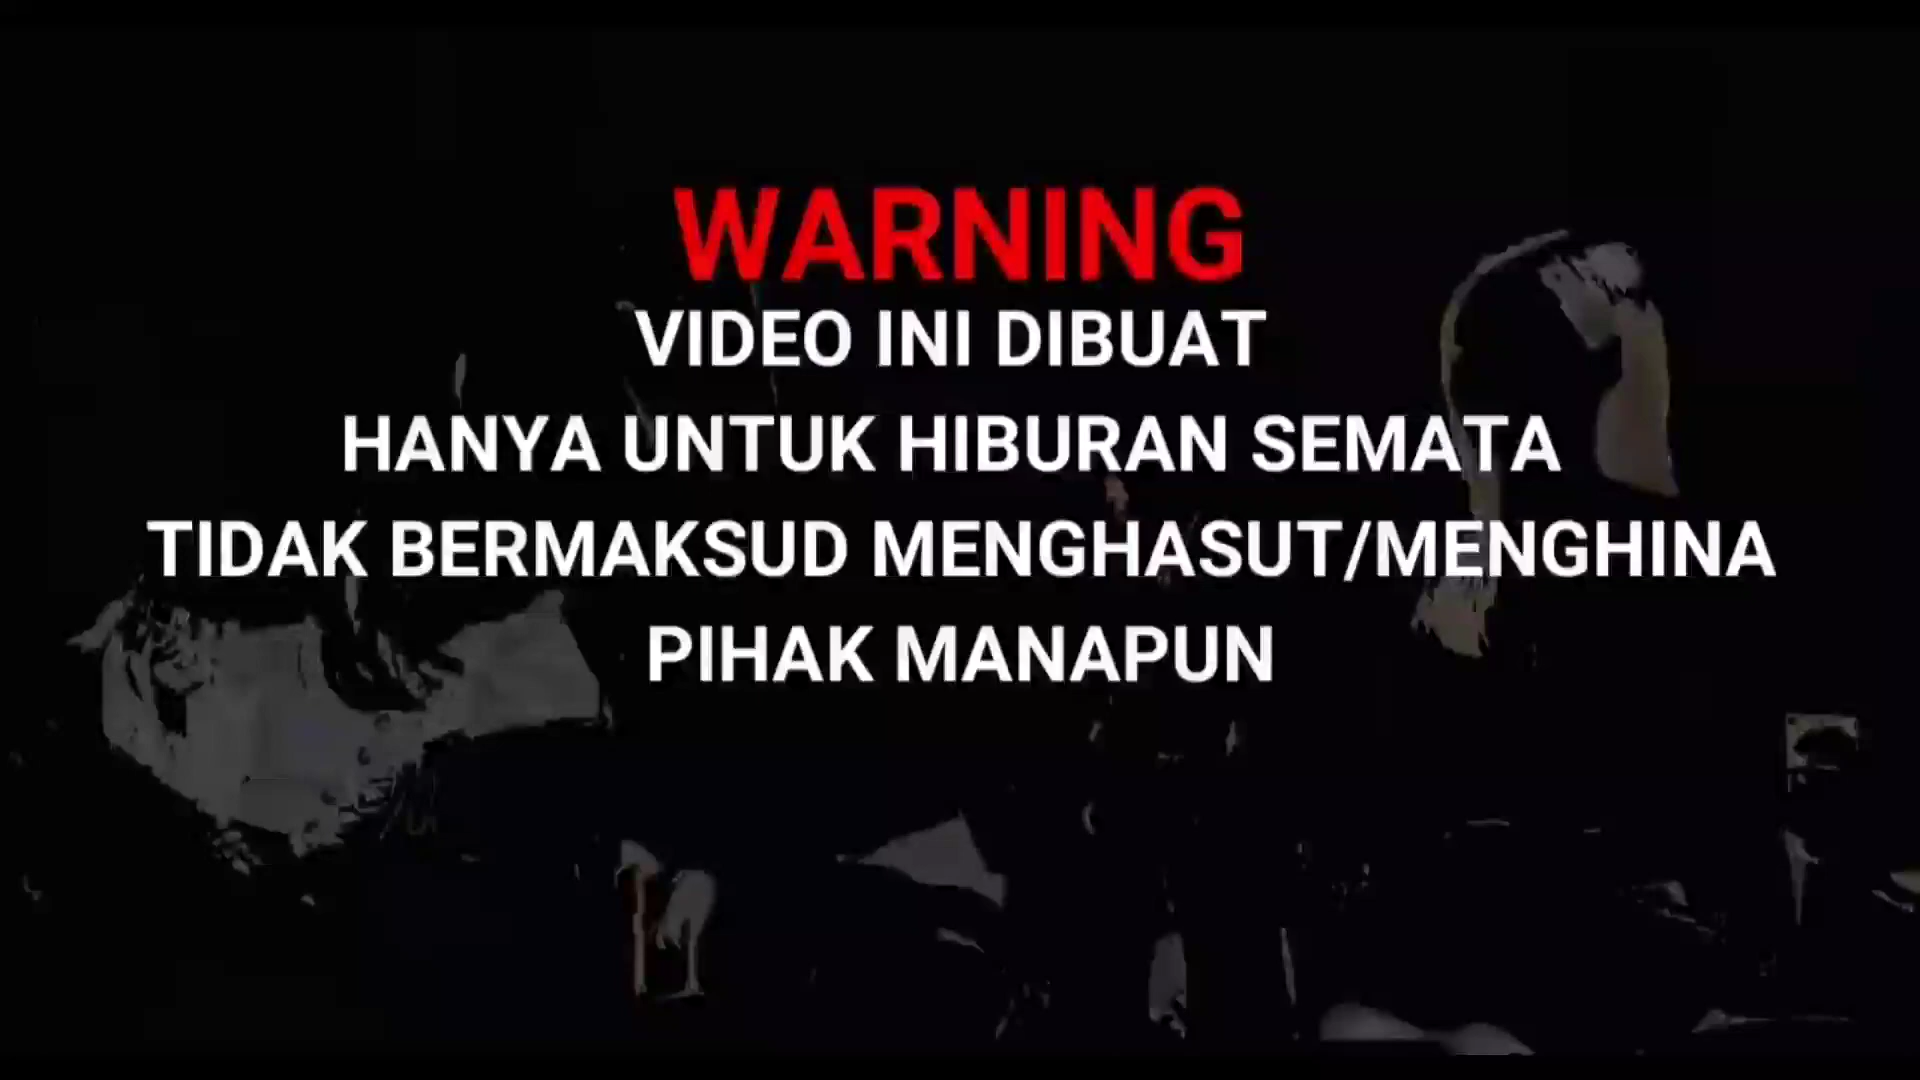 WARNING
VIDEO INI DIBUAT
HANYA UNTUK HIBURAN SEMATA
TIDAK BERMAKSUD MENGHASUT/MENGHINA
PIHAK MANAPUN